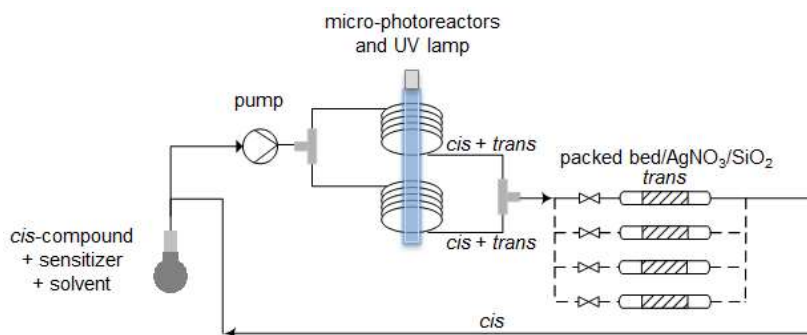 micro-photoreactors
and UV lamp
pump
cis + trans
packed bed/AgNO₃/SiO₂
trans
cis-compound
+ sensitizer
+ solvent
cis + trans
cis